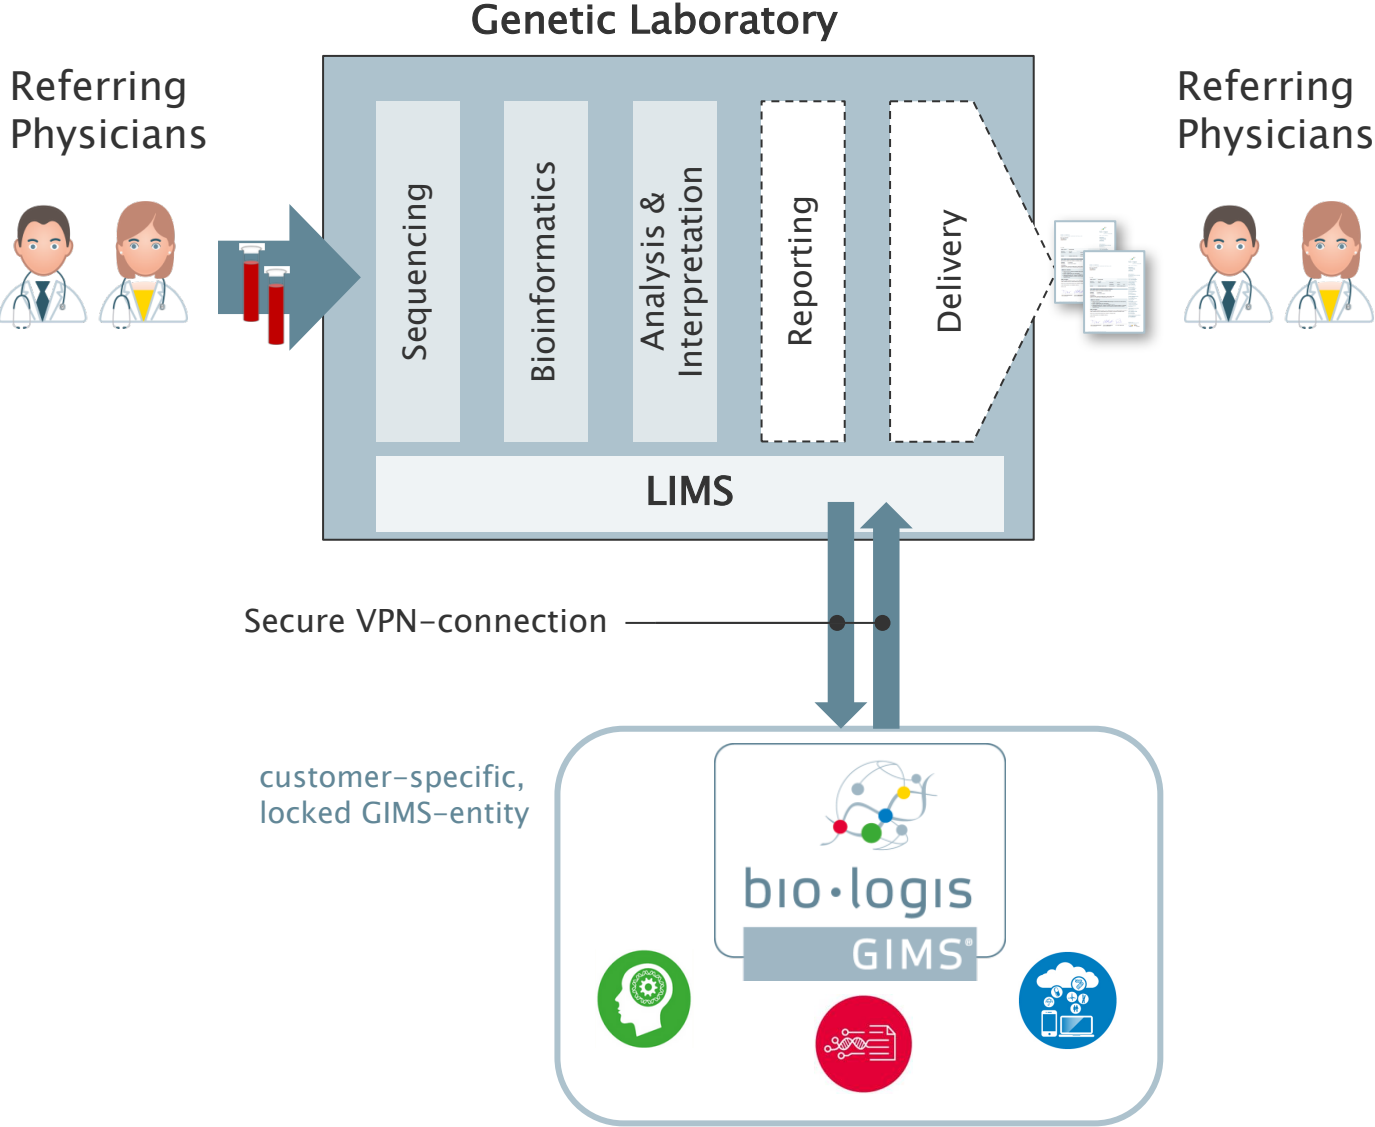 Genetic Laboratory
Referring
Physicians
Referring
Physicians
Sequencing
Bioinformatics
Analysis &
Interpretation
Reporting
Delivery
LIMS
Secure VPN-connection
customer-specific,
locked GIMS-entity
bio·logis
GIMS®